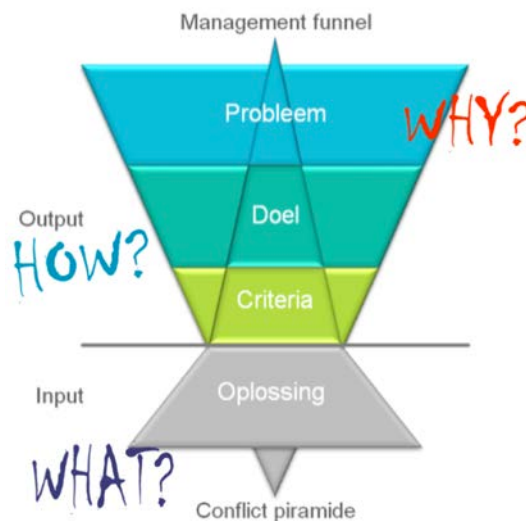 Management funnel
Probleem
WHY?
Output
Doel
HOW?
Criteria
Input
Oplossing
WHAT?
Conflict piramide